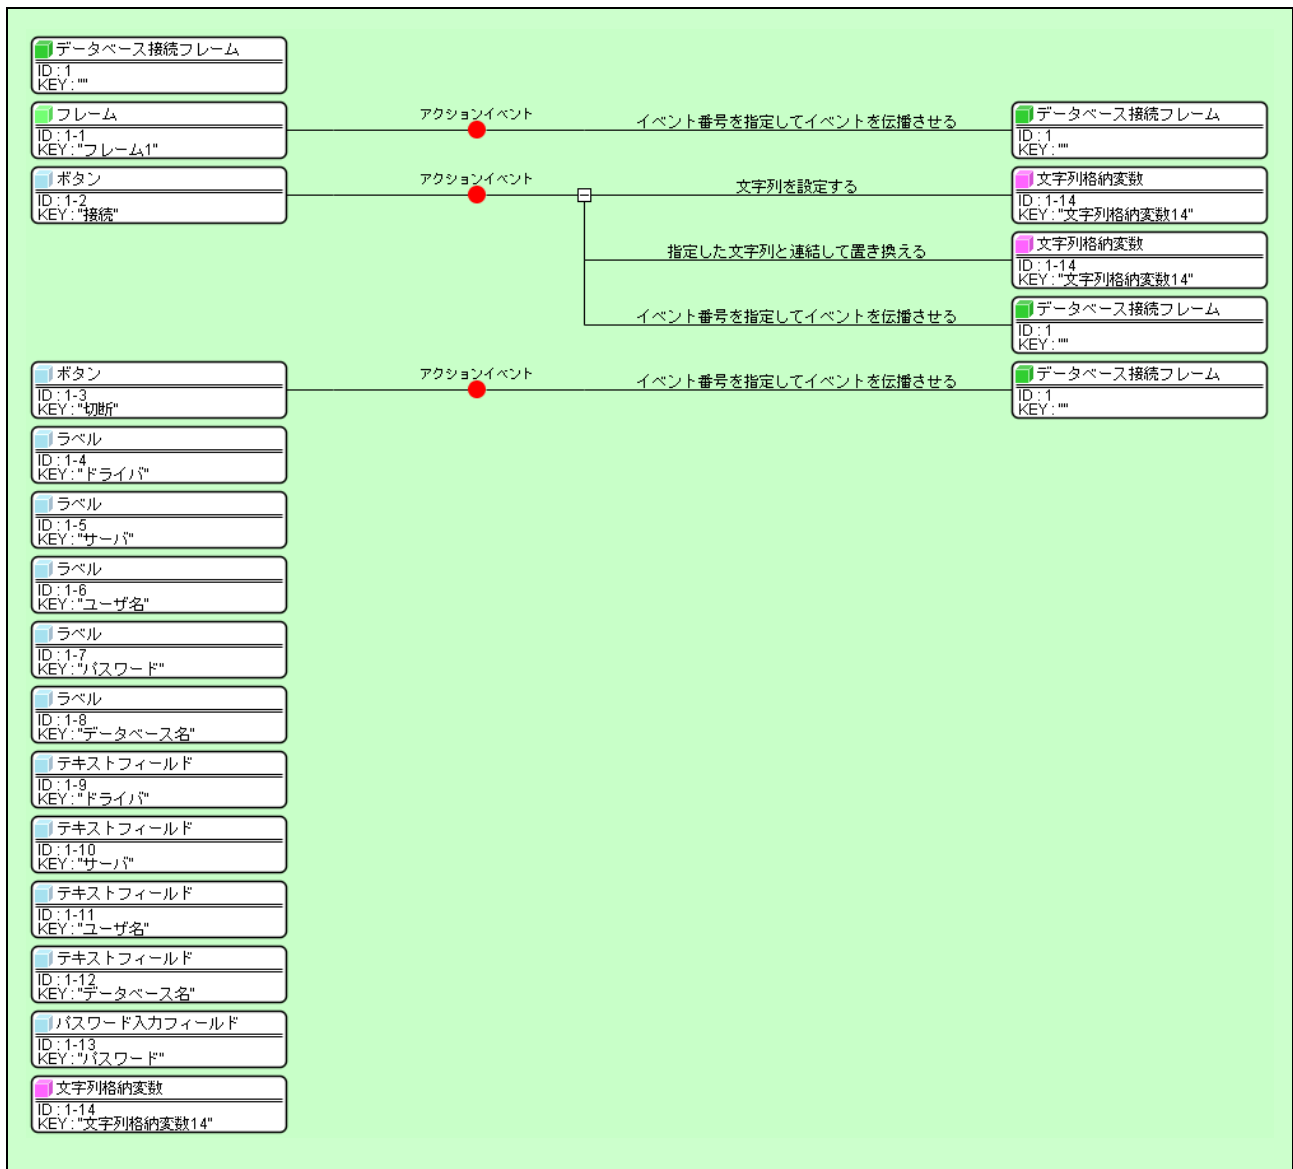 データベース接続フレーム
ID : 1
KEY : ""
フレーム
ID : 1-1
KEY : "フレーム1"
アクションイベント
イベント番号を指定してイベントを伝播させる
データベース接続フレーム
ID : 1
KEY : ""
ボタン
ID : 1-2
KEY : "接続"
アクションイベント
文字列を設定する
文字列格納変数
ID : 1-14
KEY : "文字列格納変数14"
指定した文字列と連結して置き換える
文字列格納変数
ID : 1-14
KEY : "文字列格納変数14"
イベント番号を指定してイベントを伝播させる
データベース接続フレーム
ID : 1
KEY : ""
ボタン
ID : 1-3
KEY : "切断"
アクションイベント
イベント番号を指定してイベントを伝播させる
データベース接続フレーム
ID : 1
KEY : ""
ラベル
ID : 1-4
KEY : "ドライバ"
ラベル
ID : 1-5
KEY : "サーバ"
ラベル
ID : 1-6
KEY : "ユーザ名"
ラベル
ID : 1-7
KEY : "パスワード"
ラベル
ID : 1-8
KEY : "データベース名"
テキストフィールド
ID : 1-9
KEY : "ドライバ"
テキストフィールド
ID : 1-10
KEY : "サーバ"
テキストフィールド
ID : 1-11
KEY : "ユーザ名"
テキストフィールド
ID : 1-12
KEY : "データベース名"
パスワード入力フィールド
ID : 1-13
KEY : "パスワード"
文字列格納変数
ID : 1-14
KEY : "文字列格納変数14"